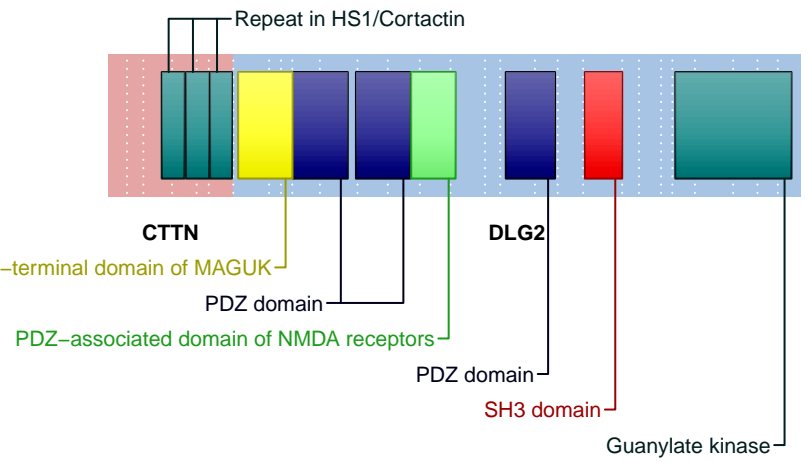 Repeat in HS1/Cortactin
CTTN
DLG2
−terminal domain of MAGUK
PDZ domain
PDZ−associated domain of NMDA receptors
PDZ domain
SH3 domain
Guanylate kinase